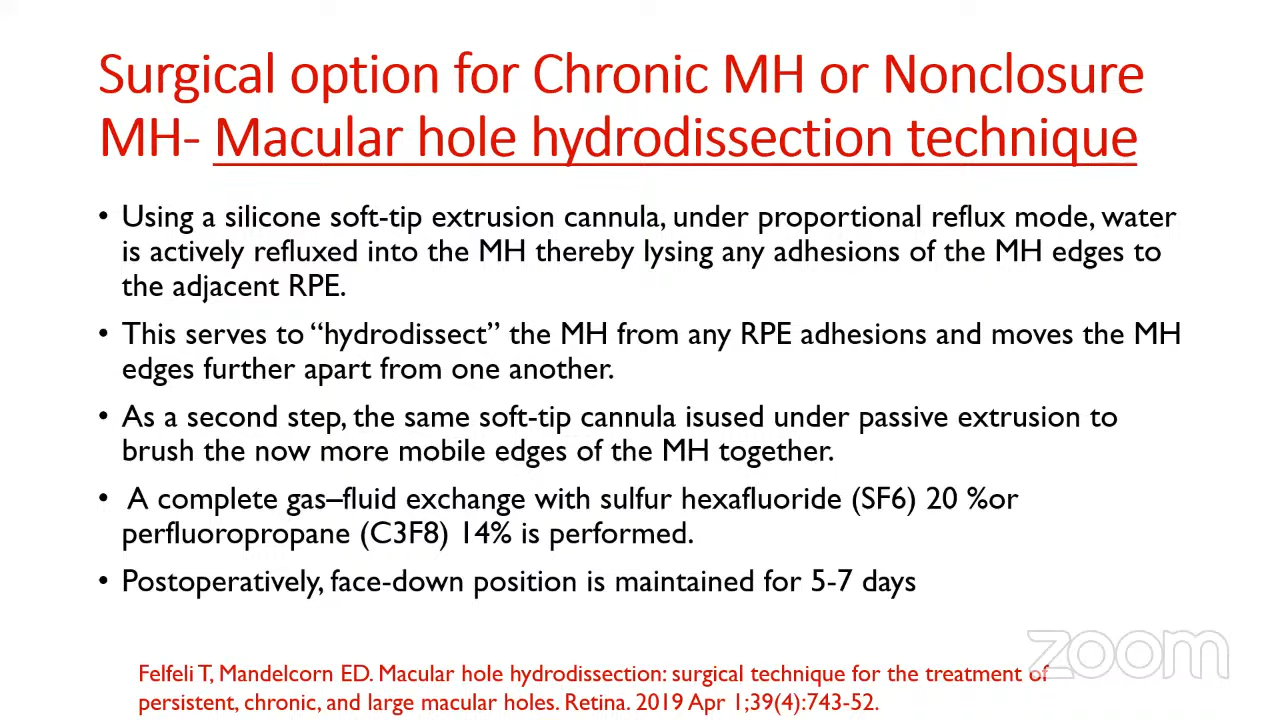 Surgical option for Chronic MH or Nonclosure
MH- Macular hole hydrodissection technique
• Using a silicone soft-tip extrusion cannula, under proportional reflux mode, water
is actively refluxed into the MH thereby lysing any adhesions of the MH edges to
the adjacent RPE.
• This serves to “hydrodissect” the MH from any RPE adhesions and moves the MH
edges further apart from one another.
• As a second step, the same soft-tip cannula isused under passive extrusion to
brush the now more mobile edges of the MH together.
• A complete gas–fluid exchange with sulfur hexafluoride (SF6) 20 %or
perfluoropropane (C3F8) 14% is performed.
• Postoperatively, face-down position is maintained for 5-7 days
zoom
Felfeli T, Mandelcorn ED. Macular hole hydrodissection: surgical technique for the treatment of
persistent, chronic, and large macular holes. Retina. 2019 Apr 1;39(4):743-52.